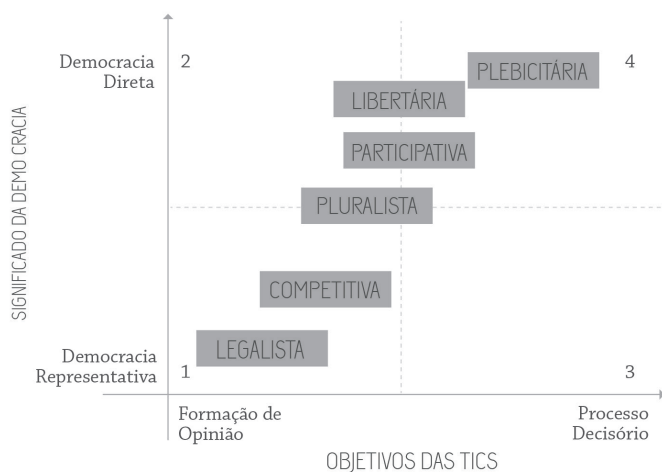 Democracia
Direta
2
4
PLEBICITÁRIA
LIBERTÁRIA
PARTICIPATIVA
PLURALISTA
COMPETITIVA
LEGALISTA
SIGNIFICADO DA DEMO CRACIA
Democracia
Representativa
1
3
Formação de
Opinião
Processo
Decisório
OBJETIVOS DAS TICS